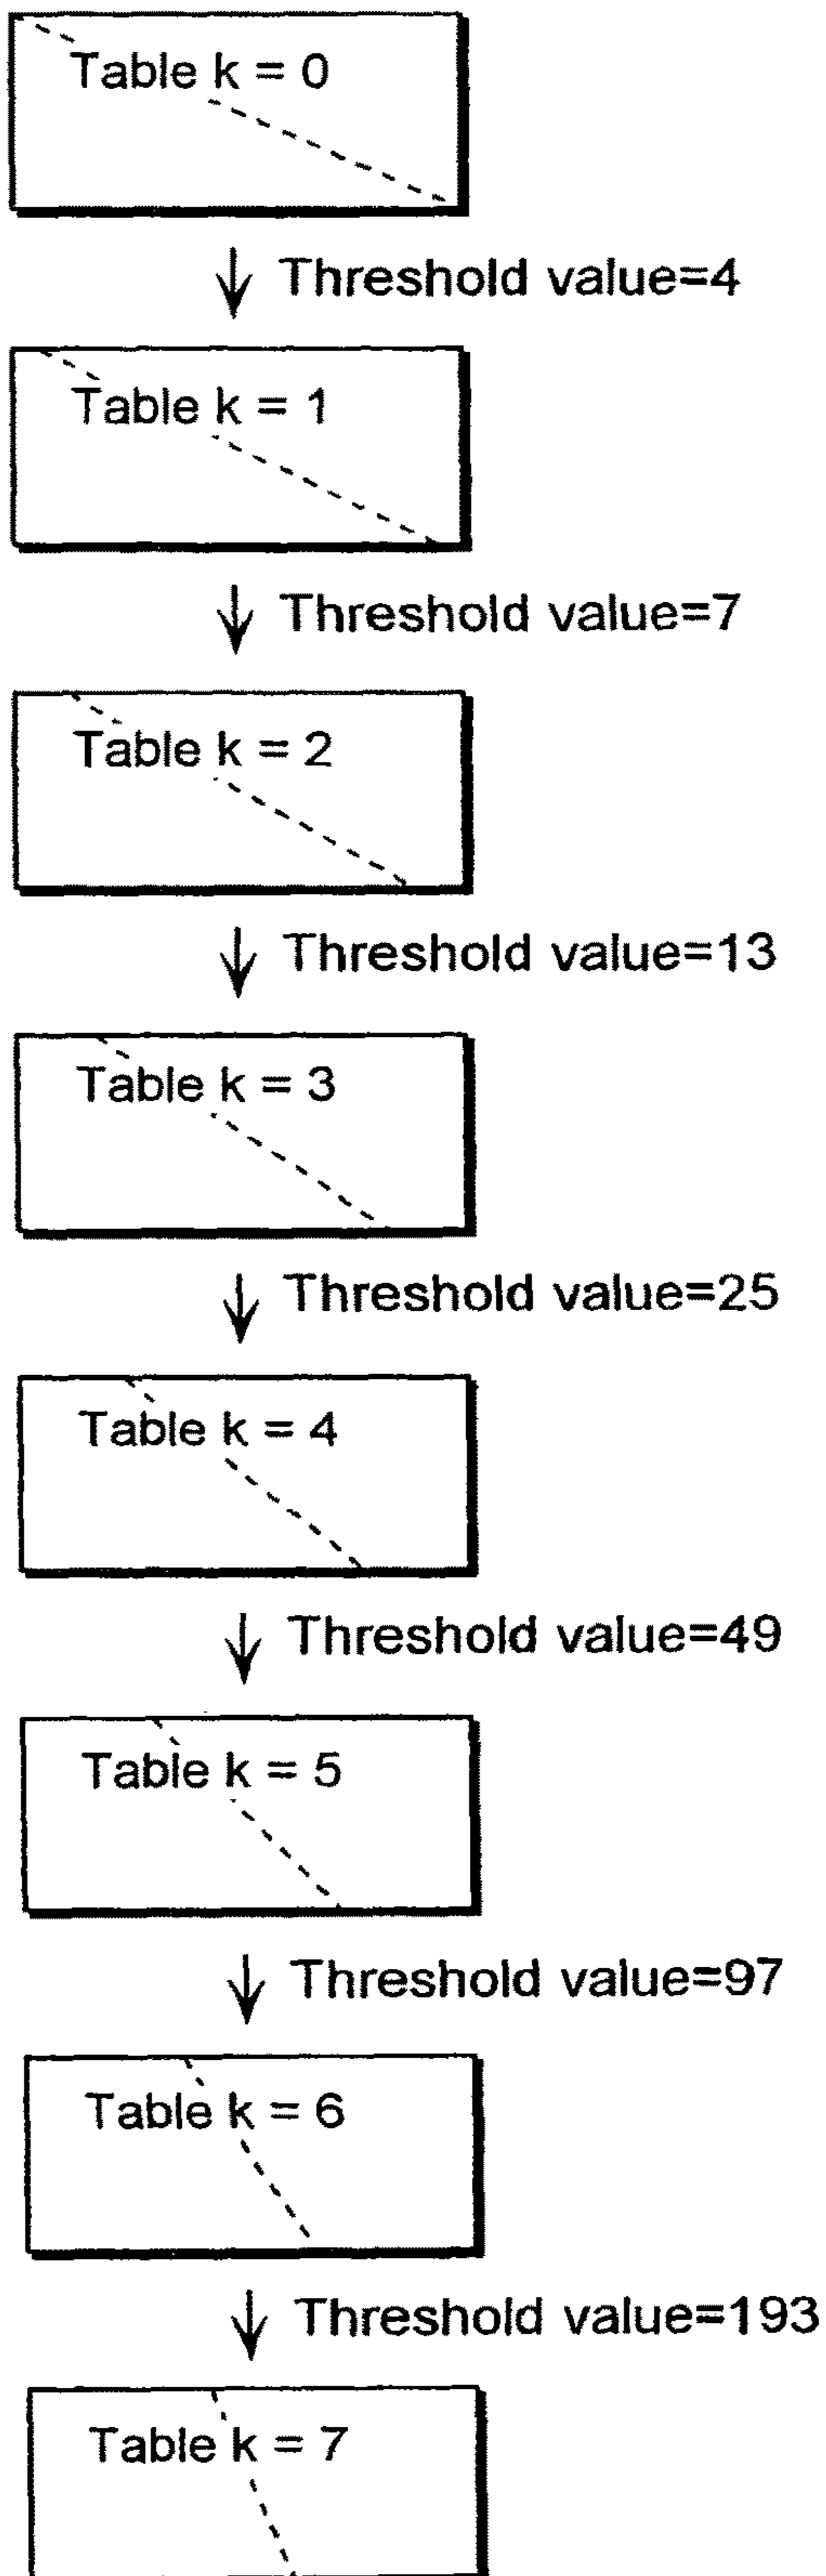 Table k = 0
Threshold value=4
Table k = 1
Threshold value=7
Table k = 2
Threshold value=13
Table k = 3
Threshold value=25
Table k = 4
Threshold value=49
Table k = 5
Threshold value=97
Table k = 6
Threshold value=193
Table k = 7